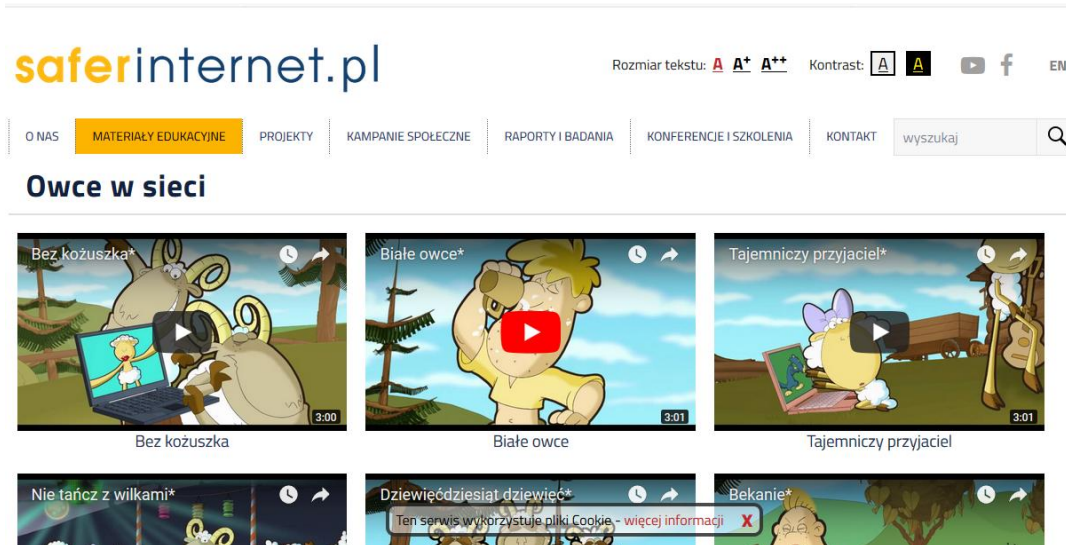 saferinternet.pl
Rozmiar tekstu: A A+ A++ Kontrast: A A
EN
O NAS MATERIAŁY EDUKACYJNE PROJEKTY KAMPANIE SPOŁECZNE RAPORTY I BADANIA KONFERENCJE I SZKOLENIA KONTAKT wyszukaj
Owce w sieci
Bez kożuszka* Białe owce* Tajemniczy przyjaciel*
3:00 3:01 3:01
Bez kożuszka Białe owce Tajemniczy przyjaciel
Nie tańcz z wilkami* Dziewięćdziesiąt dziewięć* Bekanie*
Ten serwis wykorzystuje pliki Cookie - więcej informacji X